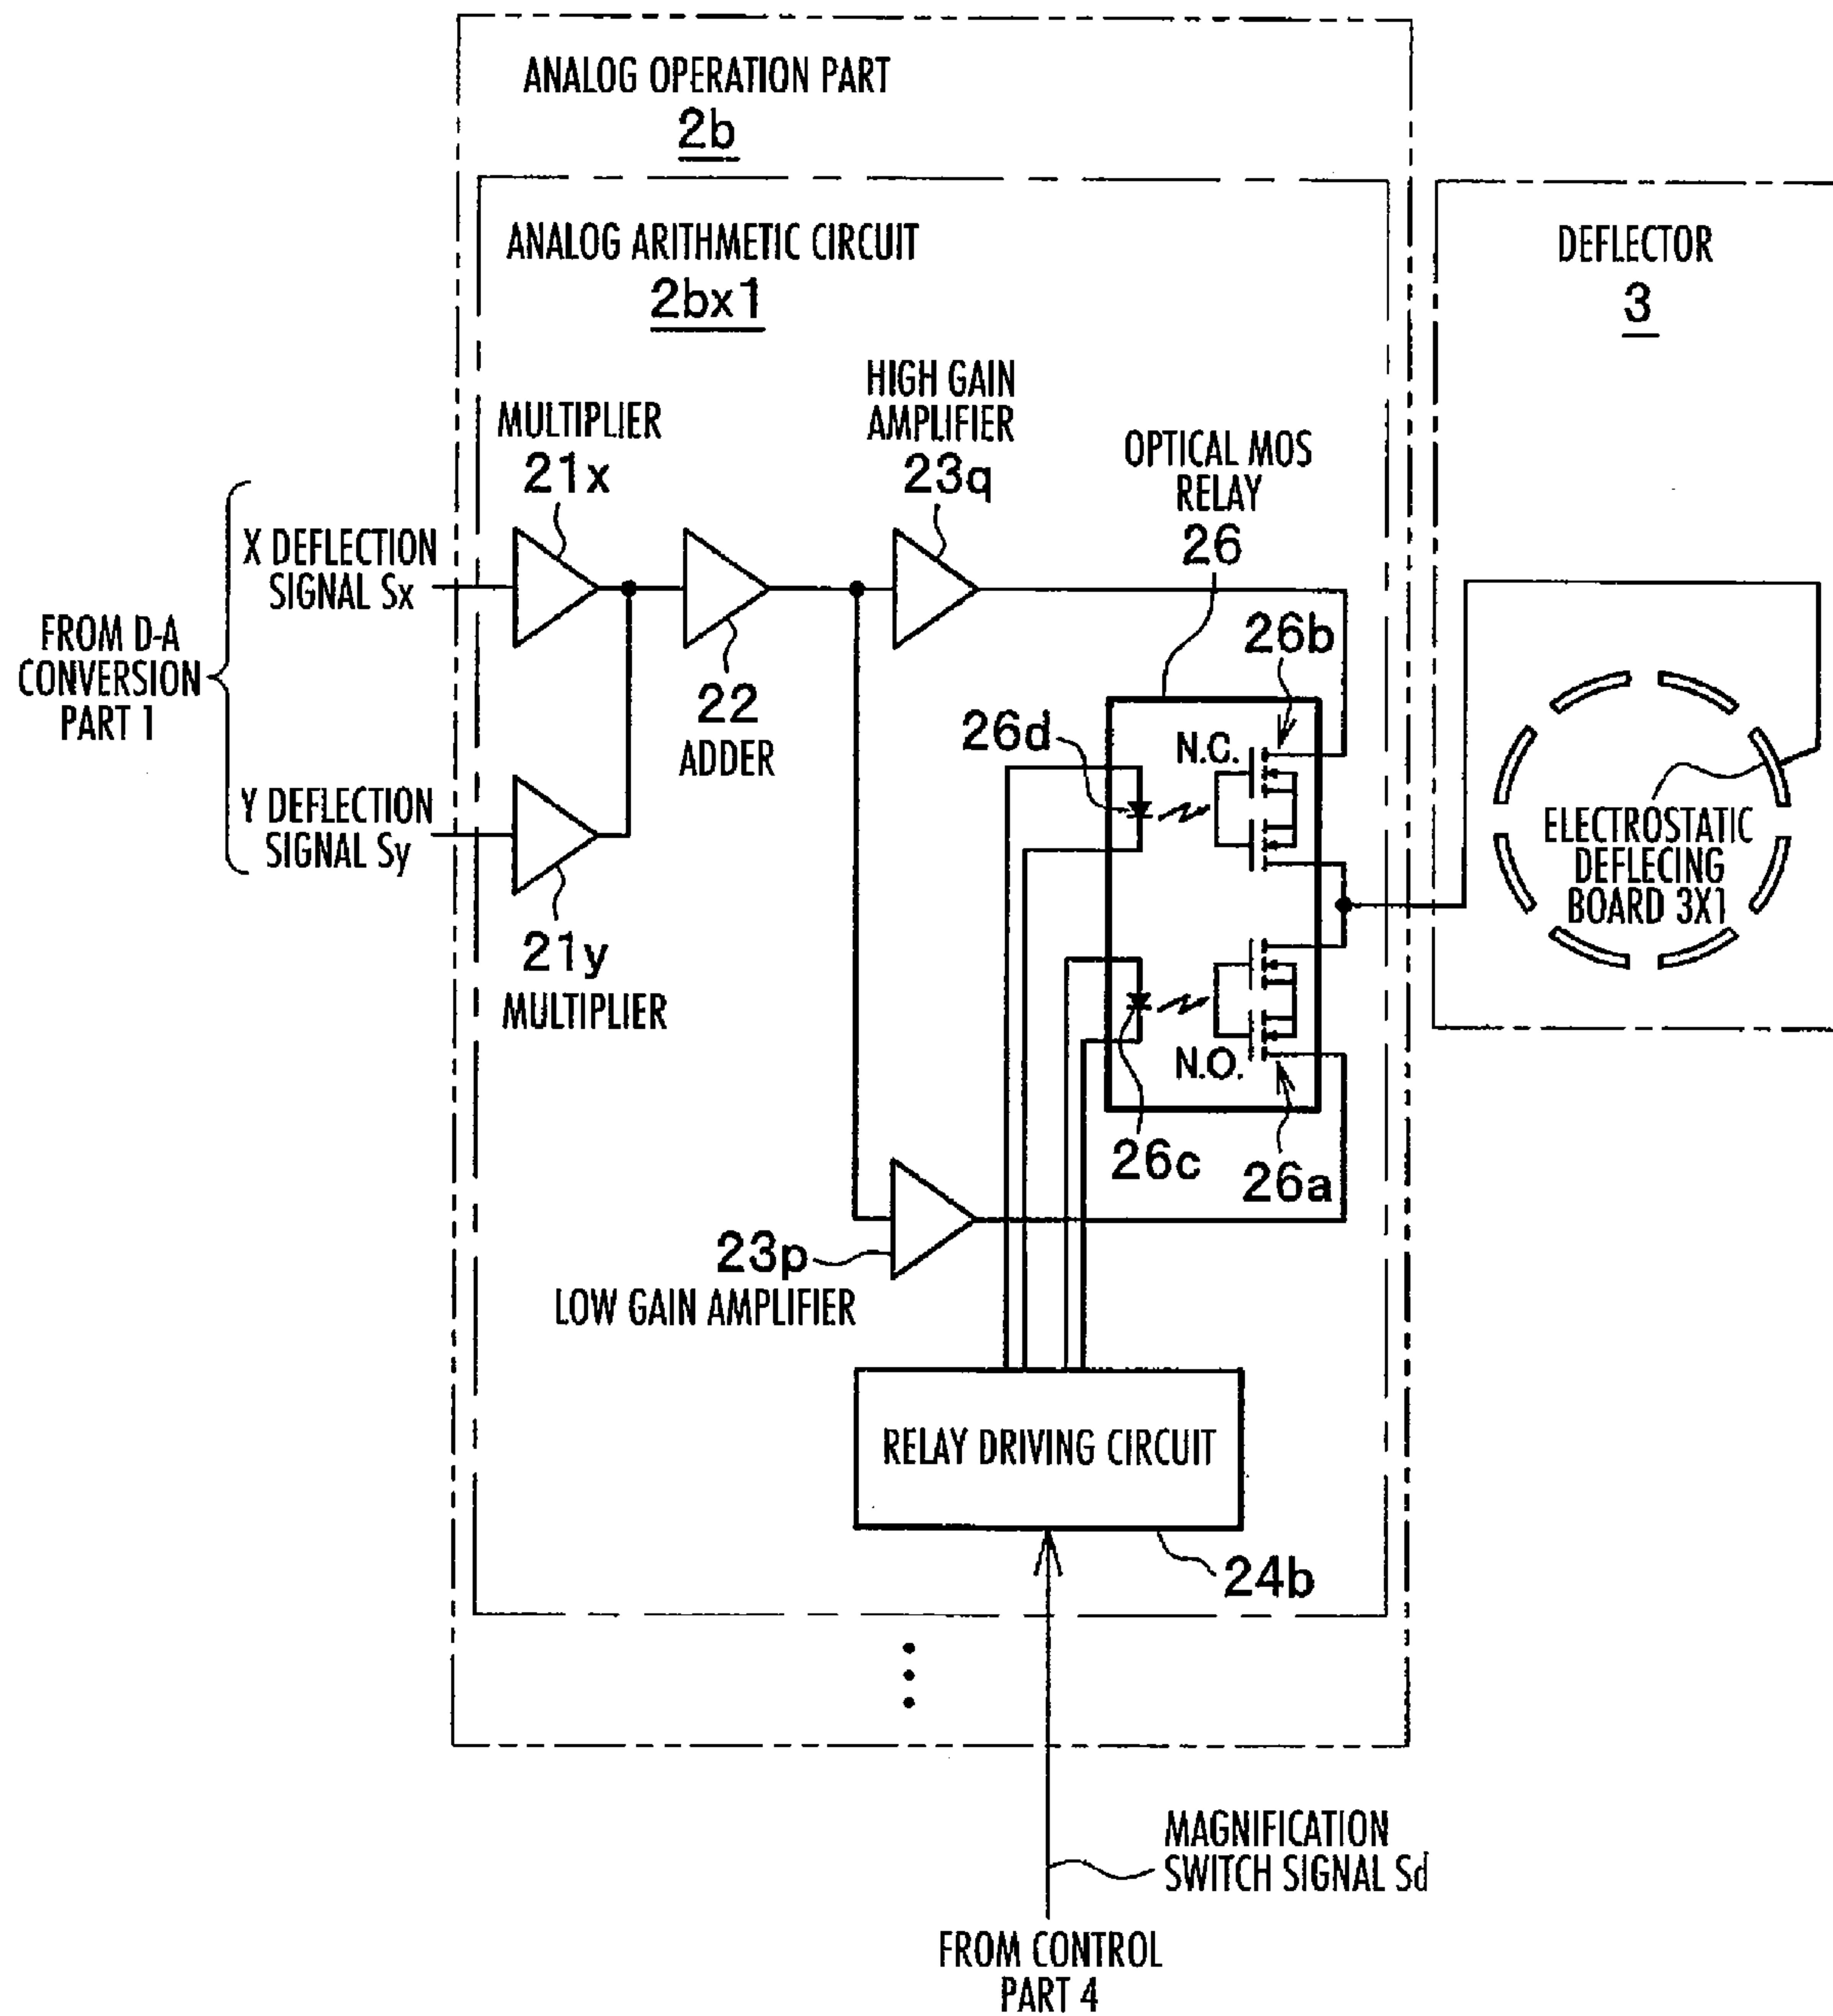 ANALOG OPERATION PART
2b
ANALOG ARITHMETIC CIRCUIT
2bx1
DEFLECTOR
3
HIGH GAIN
AMPLIFIER
23q
MULTIPLIER
21x
OPTICAL MOS
RELAY
26
X DEFLECTION
SIGNAL Sx
FROM D-A
CONVERSION
PART 1
Y DEFLECTION
SIGNAL Sy
22
ADDER
21y
MULTIPLIER
26b
26d
N.C.
N.O.
26c
26a
ELECTROSTATIC
DEFLECING
BOARD 3X1
23p
LOW GAIN AMPLIFIER
RELAY DRIVING CIRCUIT
24b
MAGNIFICATION
SWITCH SIGNAL Sd
FROM CONTROL
PART 4